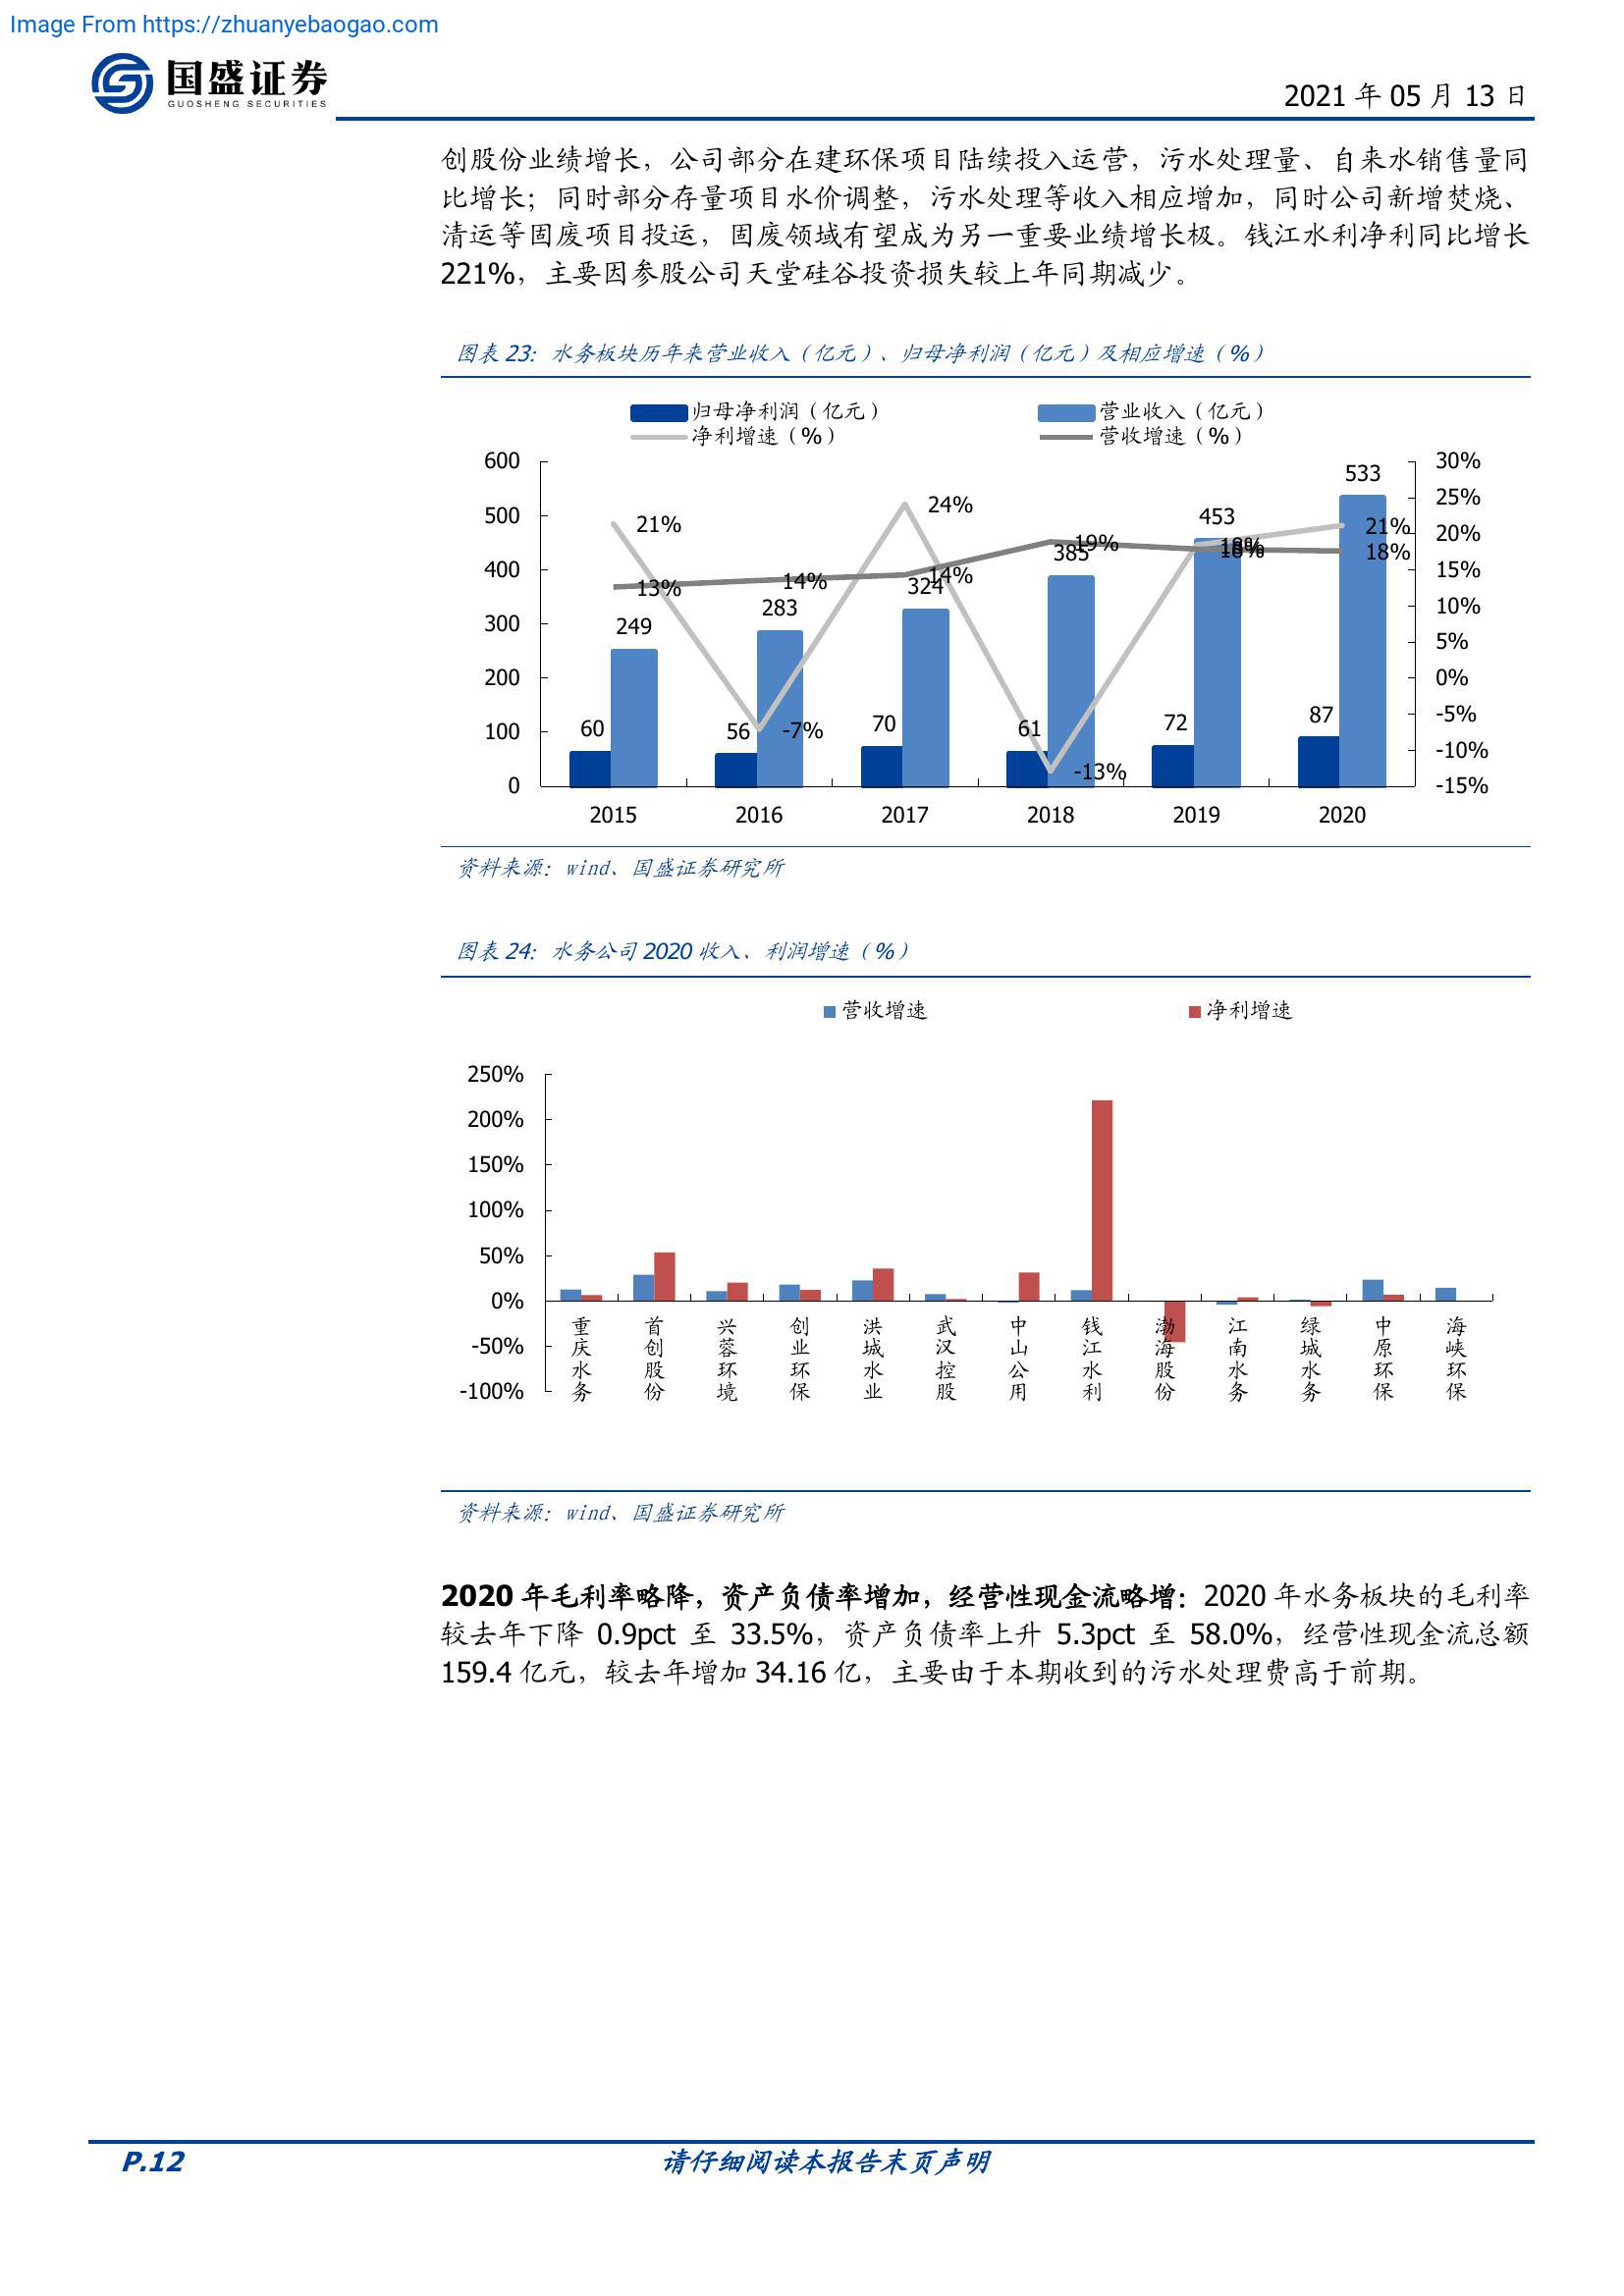 Image From https://zhuanyebaogao.com
国盛证券
GUOSHENG SECURITIES
2021 年 05 月 13 日
创股份业绩增长，公司部分在建环保项目陆续投入运营，污水处理量、自来水销售量同
比增长；同时部分存量项目水价调整，污水处理等收入相应增加，同时公司新增焚烧、
清运等固废项目投运，固废领域有望成为另一重要业绩增长极。钱江水利净利同比增长
221%，主要因参股公司天堂硅谷投资损失较上年同期减少。
图表 23：水务板块历年来营业收入（亿元）、归母净利润（亿元）及相应增速（%）
归母净利润（亿元） 营业收入（亿元）
净利增速（%） 营收增速（%）
600 30%
500 25%
400 20%
300 15%
200 10%
100 5%
0 0%
-5%
-10%
-15%
249 283 324 385 453 533
60 56 70 61 72 87
21% -7% 24% -13% 18% 21%
13% 14% 14% 19% 18% 18%
2015 2016 2017 2018 2019 2020
资料来源：wind、国盛证券研究所
图表 24：水务公司 2020 收入、利润增速（%）
营收增速 净利增速
250%
200%
150%
100%
50%
0%
-50%
-100%
重庆水务
首创股份
兴蓉环境
创业环保
洪城水业
武汉控股
中山公用
钱江水利
渤海股份
江南水务
绿城水务
中原环保
海峡环保
资料来源：wind、国盛证券研究所
2020 年毛利率略降，资产负债率增加，经营性现金流略增：2020 年水务板块的毛利率
较去年下降 0.9pct 至 33.5%，资产负债率上升 5.3pct 至 58.0%，经营性现金流总额
159.4 亿元，较去年增加 34.16 亿，主要由于本期收到的污水处理费高于前期。
P.12
请仔细阅读本报告末页声明